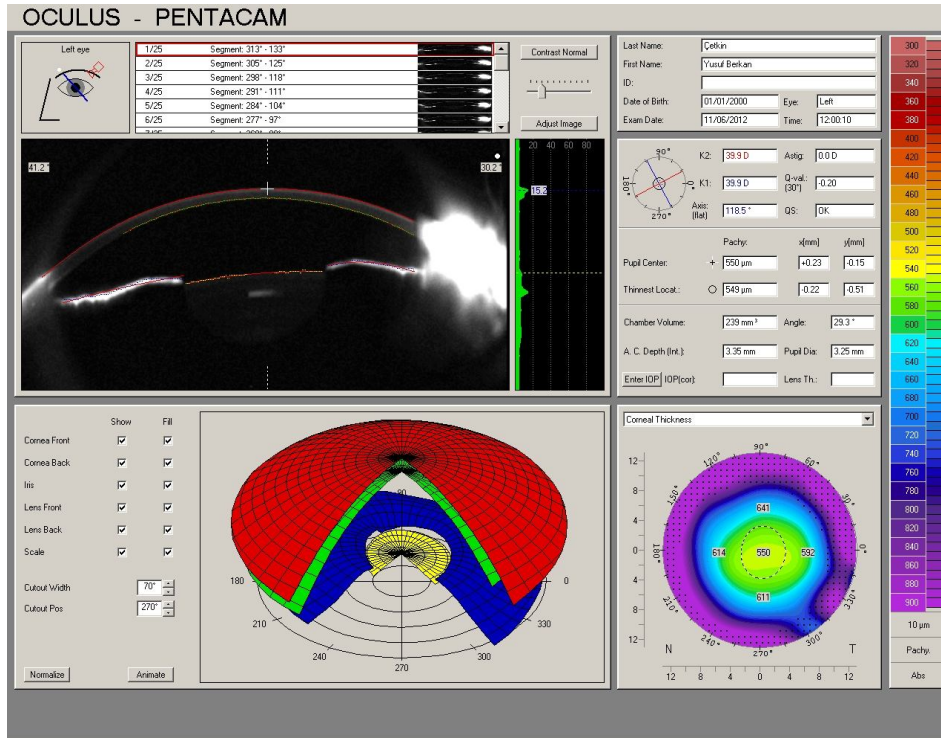 OCULUS - PENTACAM
Left eye
1/25 Segment: 313° - 133°
2/25 Segment: 305° - 125°
3/25 Segment: 298° - 118°
4/25 Segment: 291° - 111°
5/25 Segment: 284° - 104°
6/25 Segment: 277° - 97°
Contrast Normal
Adjust Image
41.2°
30.2°
20 40 60 80
15.2
Last Name: Çetkin
First Name: Yusuf Berkan
ID:
Date of Birth: 01/01/2000 Eye: Left
Exam Date: 11/06/2012 Time: 12:00:10
90°
180°
0°
270°
K2: 39.9 D Astig: 0.0 D
K1: 39.9 D Q-val.: (30°) -0.20
Axis: (flat) 118.5 ° QS: OK
Pachy: x[mm] y[mm]
Pupil Center: + 550 µm +0.23 -0.15
Thinnest Locat.: 549 µm -0.22 -0.51
Chamber Volume: 239 mm³ Angle: 29.3 °
A. C. Depth (Int.): 3.35 mm Pupil Dia: 3.25 mm
Enter IOP IOP(cor): Lens Th.:
Show Fill
Cornea Front
Cornea Back
Iris
Lens Front
Lens Back
Scale
Cutout Width 70°
Cutout Pos 270°
Normalize Animate
90
180
0
210
330
240
300
270
Corneal Thickness
90°
120°
60°
150°
30°
180°
0°
210°
330°
240°
300°
270°
12
8
4
0
4
8
12
641
614 550 592
611
N T
12 8 4 0 4 8 12
300
320
340
360
380
400
420
440
460
480
500
520
540
560
580
600
620
640
660
680
700
720
740
760
780
800
820
840
860
880
900
10 µm
Pachy.
Abs